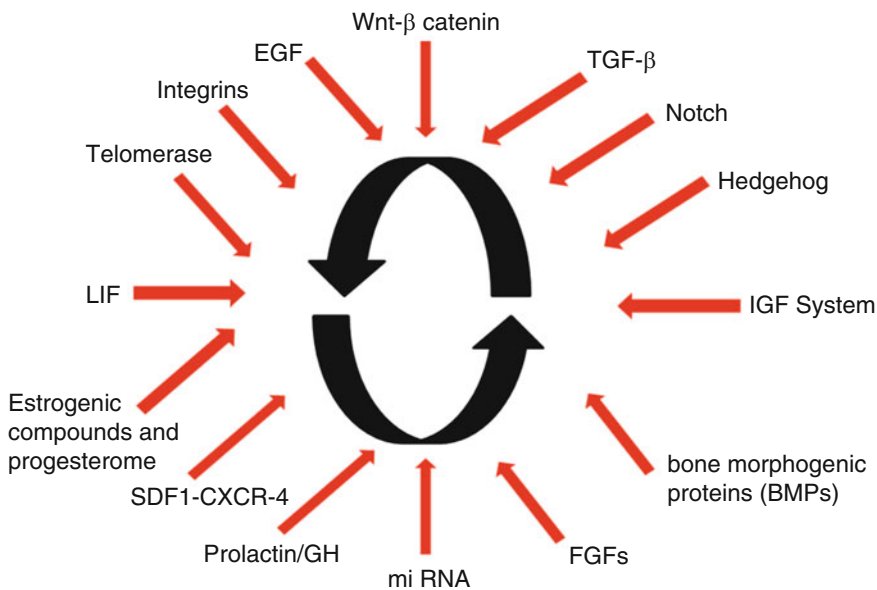 Wnt-β catenin
EGF
TGF-β
Integrins
Notch
Telomerase
Hedgehog
LIF
IGF System
Estrogenic
compounds and
progesterome
bone morphogenic
proteins (BMPs)
SDF1-CXCR-4
Prolactin/GH
FGFs
mi RNA